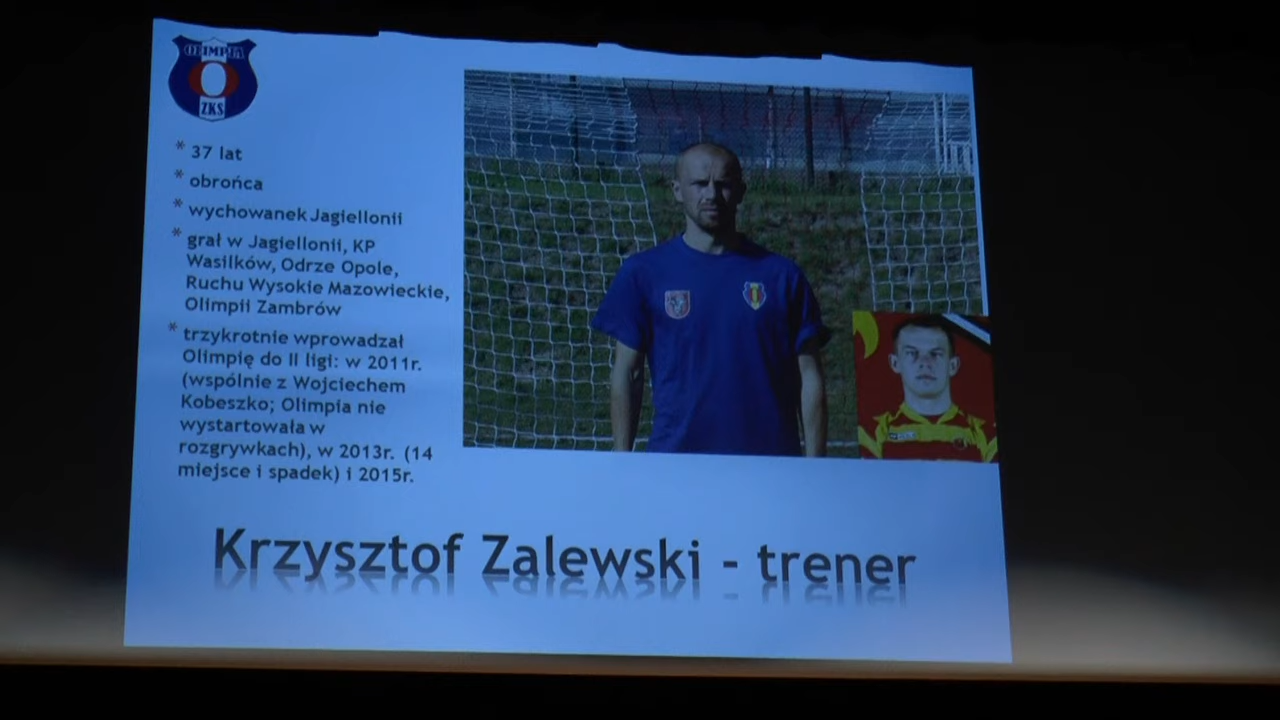 OLIMPIA
ZKS
* 37 lat
* obrońca
* wychowanek Jagiellonii
* grał w Jagiellonii, KP
Wasilków, Odrze Opole,
Ruchu Wysokie Mazowieckie,
Olimpii Zambrów
* trzykrotnie wprowadzał
Olimpię do II ligi: w 2011r.
(wspólnie z Wojciechem
Kobeszko; Olimpia nie
wystartowała w
rozgrywkach), w 2013r. (14
miejsce i spadek) i 2015r.
Krzysztof Zalewski - trener